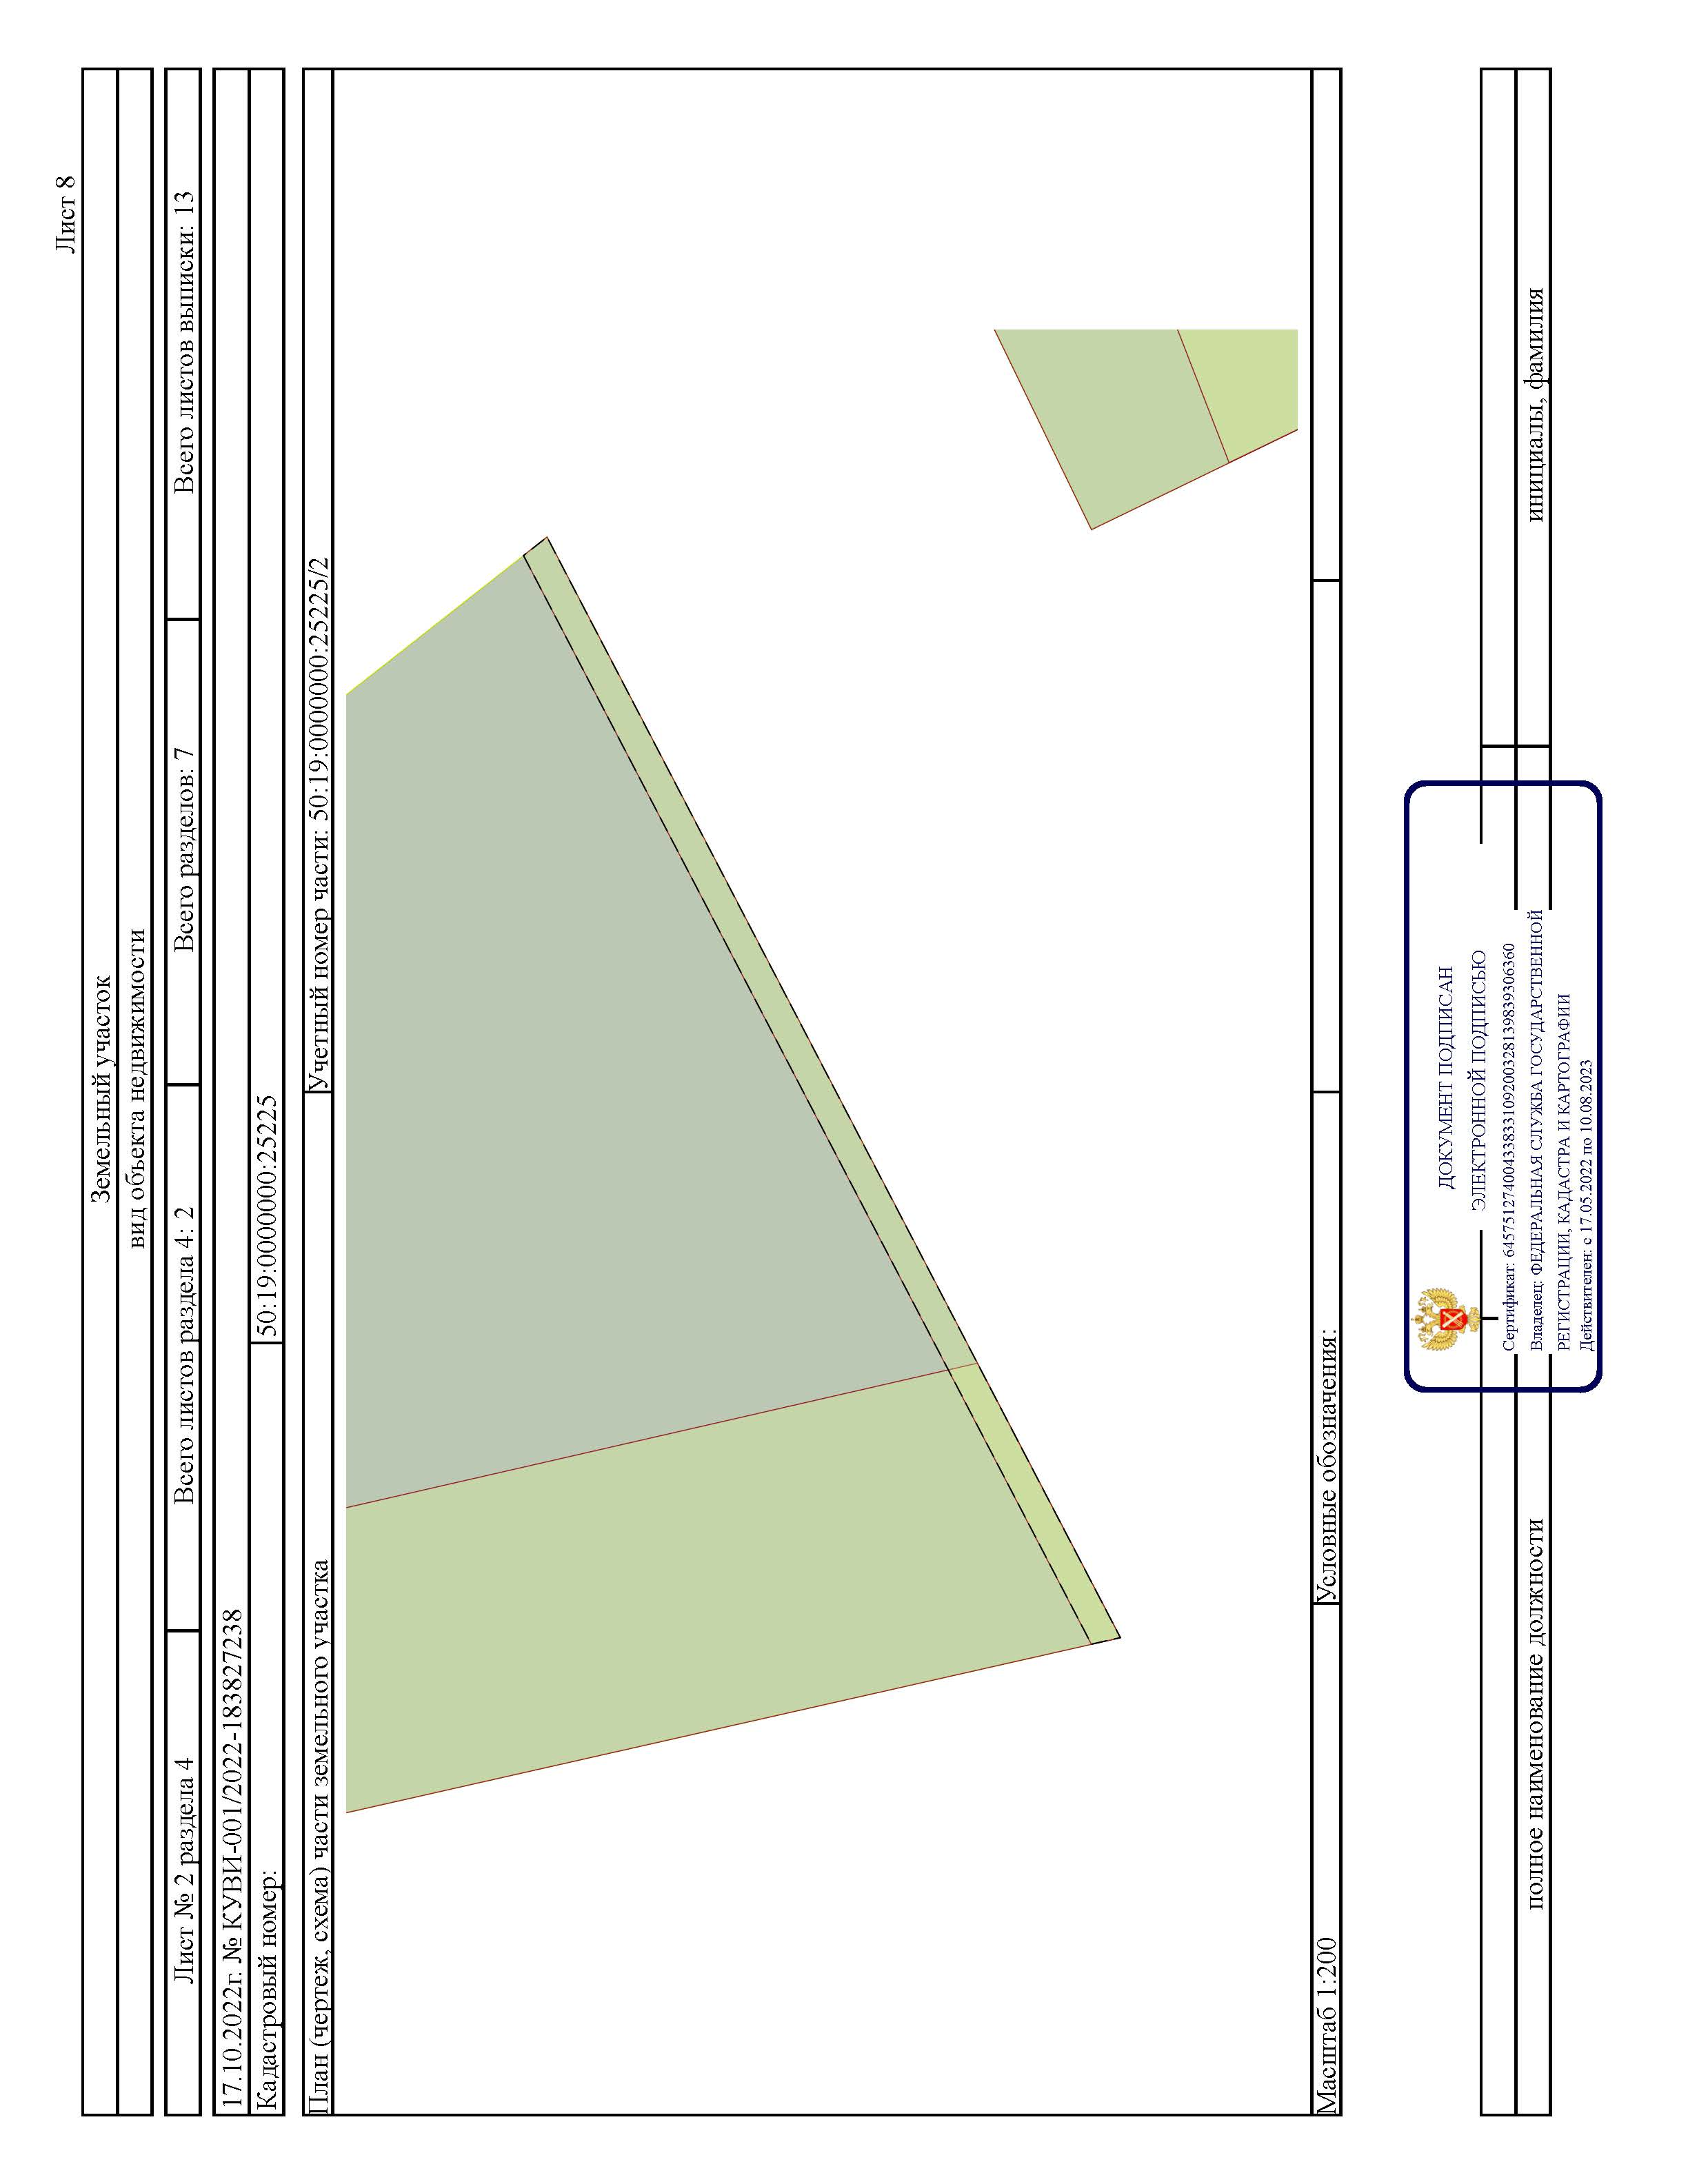 Лист 8
Земельный участок
вид объекта недвижимости
Лист № 2 раздела 4 Всего листов раздела 4: 2 Всего разделов: 7 Всего листов выписки: 13
17.10.2022г. № КУВИ-001/2022-183827238
Кадастровый номер: 50:19:0000000:25225
План (чертеж, схема) части земельного участка Учетный номер части: 50:19:0000000:25225/2
Масштаб 1:200 Условные обозначения:
ДОКУМЕНТ ПОДПИСАН
ЭЛЕКТРОННОЙ ПОДПИСЬЮ
Сертификат: 64575127400433833109200328139839306360
Владелец: ФЕДЕРАЛЬНАЯ СЛУЖБА ГОСУДАРСТВЕННОЙ
РЕГИСТРАЦИИ, КАДАСТРА И КАРТОГРАФИИ
Действителен: с 17.05.2022 по 10.08.2023
полное наименование должности инициалы, фамилия